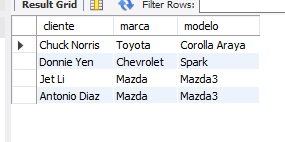 Result Grid Filter Rows:
cliente marca modelo
Chuck Norris Toyota Corolla Araya
Donnie Yen Chevrolet Spark
Jet Li Mazda Mazda3
Antonio Diaz Mazda Mazda3